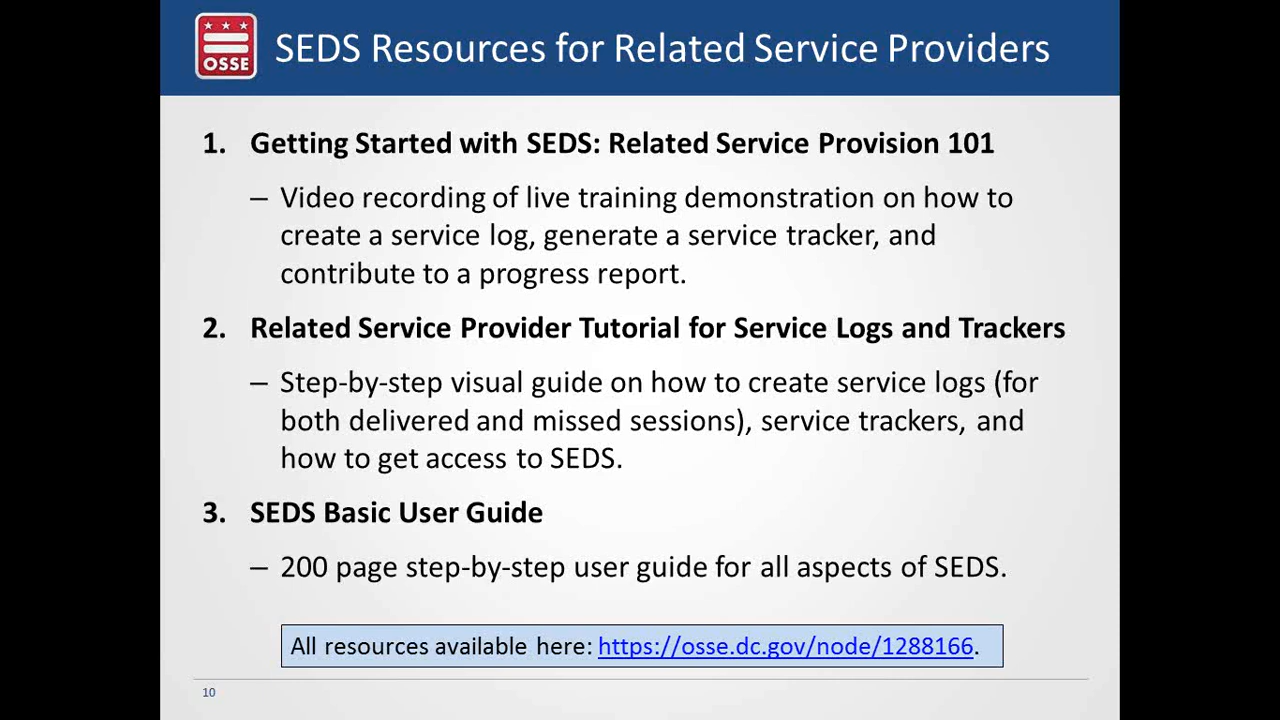 OSSE
SEDS Resources for Related Service Providers
1. Getting Started with SEDS: Related Service Provision 101
– Video recording of live training demonstration on how to
create a service log, generate a service tracker, and
contribute to a progress report.
2. Related Service Provider Tutorial for Service Logs and Trackers
– Step-by-step visual guide on how to create service logs (for
both delivered and missed sessions), service trackers, and
how to get access to SEDS.
3. SEDS Basic User Guide
– 200 page step-by-step user guide for all aspects of SEDS.
All resources available here: https://osse.dc.gov/node/1288166.
10